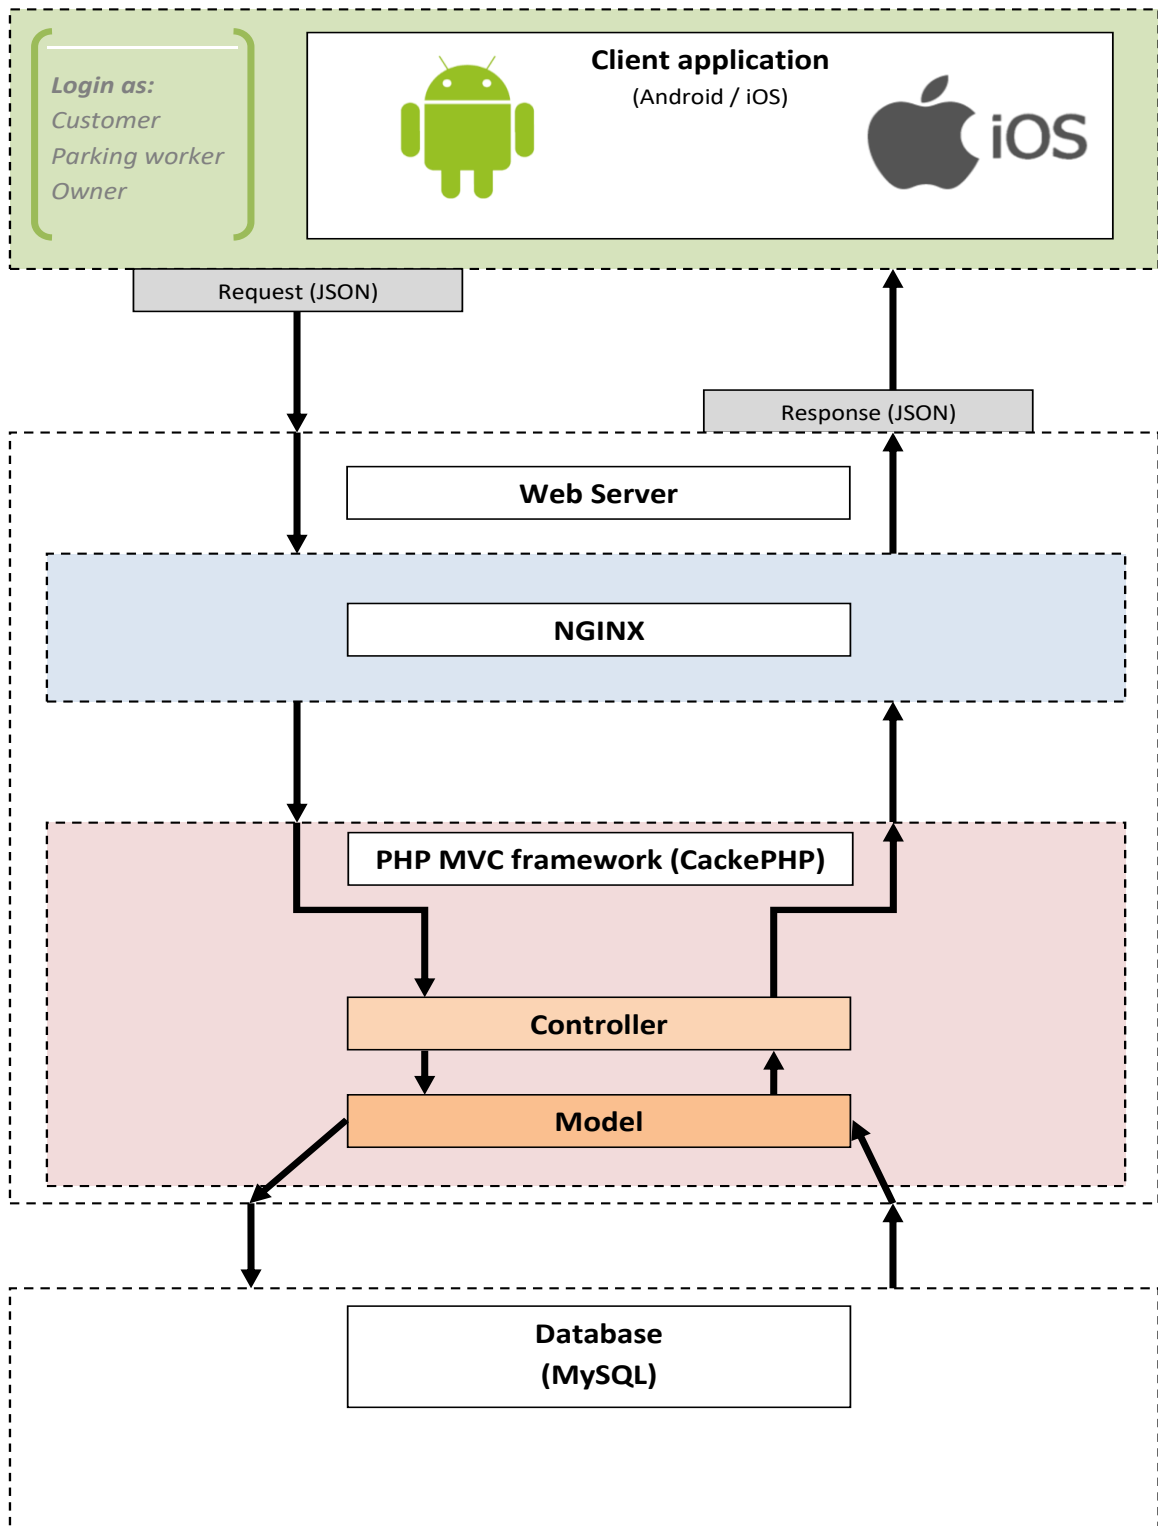 Login as:
Customer
Parking worker
Owner
Client application
(Android / iOS)
iOS
Request (JSON)
Response (JSON)
Web Server
NGINX
PHP MVC framework (CackePHP)
Controller
Model
Database
(MySQL)